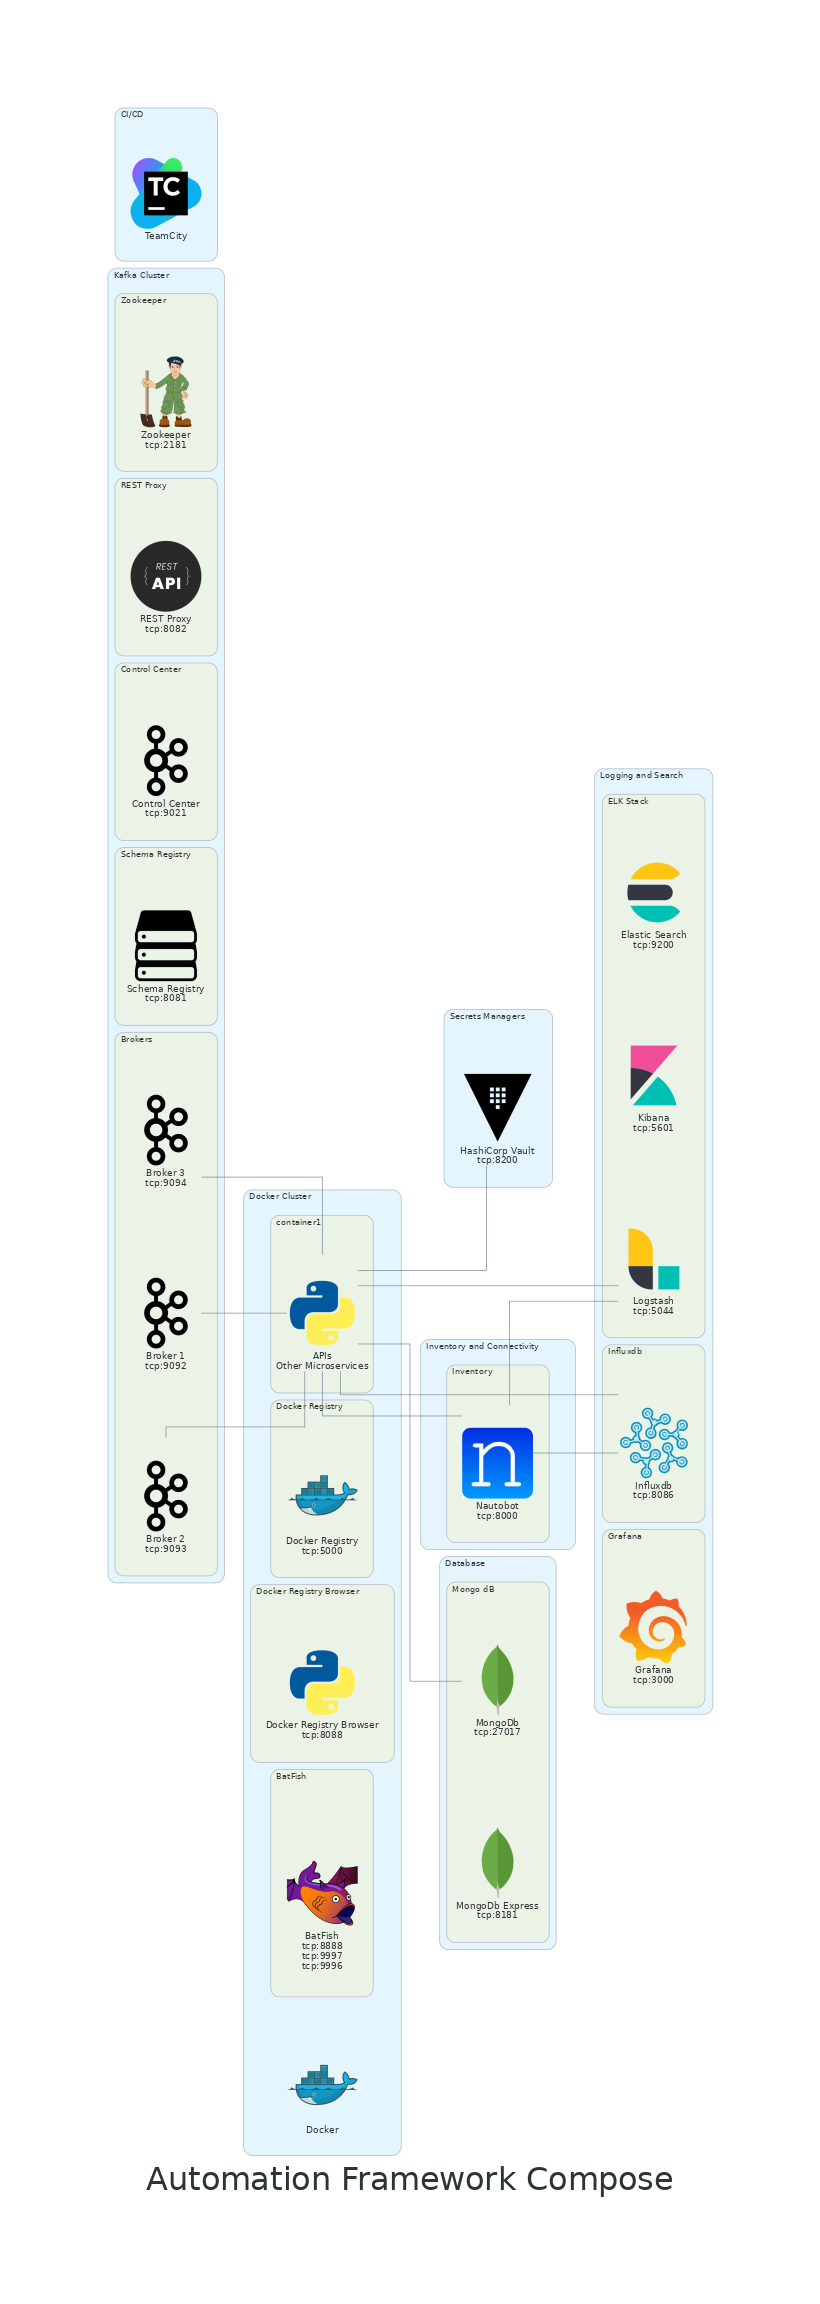 CI/CD
TC
TeamCity
Kafka Cluster
Zookeeper
Zookeeper
tcp:2181
REST Proxy
REST
API
REST Proxy
tcp:8082
Control Center
Control Center
tcp:9021
Schema Registry
Schema Registry
tcp:8081
Brokers
Broker 3
tcp:9094
Broker 1
tcp:9092
Broker 2
tcp:9093
Docker Cluster
container1
APIs
Other Microservices
Docker Registry
Docker Registry
tcp:5000
Docker Registry Browser
Docker Registry Browser
tcp:8088
BatFish
BatFish
tcp:8888
tcp:9997
tcp:9996
Docker
Secrets Managers
HashiCorp Vault
tcp:8200
Inventory and Connectivity
Inventory
n
Nautobot
tcp:8000
Database
Mongo dB
MongoDb
tcp:27017
MongoDb Express
tcp:8181
Logging and Search
ELK Stack
Elastic Search
tcp:9200
Kibana
tcp:5601
Logstash
tcp:5044
Influxdb
Influxdb
tcp:8086
Grafana
Grafana
tcp:3000
Automation Framework Compose